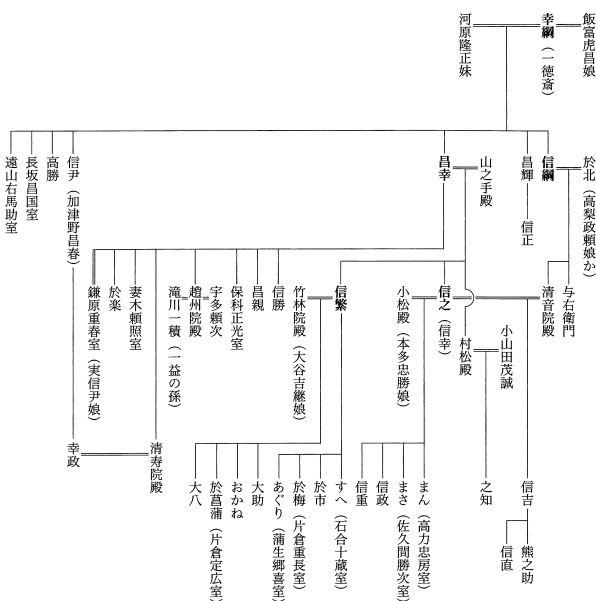 飯富虎昌娘
幸綱（一徳斎）
河原隆正妹
於北（高梨政頼娘か）
信綱
昌輝
山之手殿
昌幸
信尹（加津野昌春）
高勝
長坂昌国室
遠山右馬助室
信正
与右衛門
清音院殿
小山田茂誠
村松殿
信之（信幸）
小松殿（本多忠勝娘）
信繁
竹林院殿（大谷吉継娘）
信勝
昌親
保科正光室
宇多頼次
趙州院殿
滝川一積（一益の孫）
妻木頼照室
於楽
鎌原重春室（実信尹娘）
清寿院殿
幸政
信吉
之知
まん（高力忠房室）
まさ（佐久間勝次室）
信政
信重
すへ（石合十蔵室）
於市
於梅（片倉重長室）
あぐり（蒲生郷喜室）
大助
おかね
於菖蒲（片倉定広室）
大八
熊之助
信直